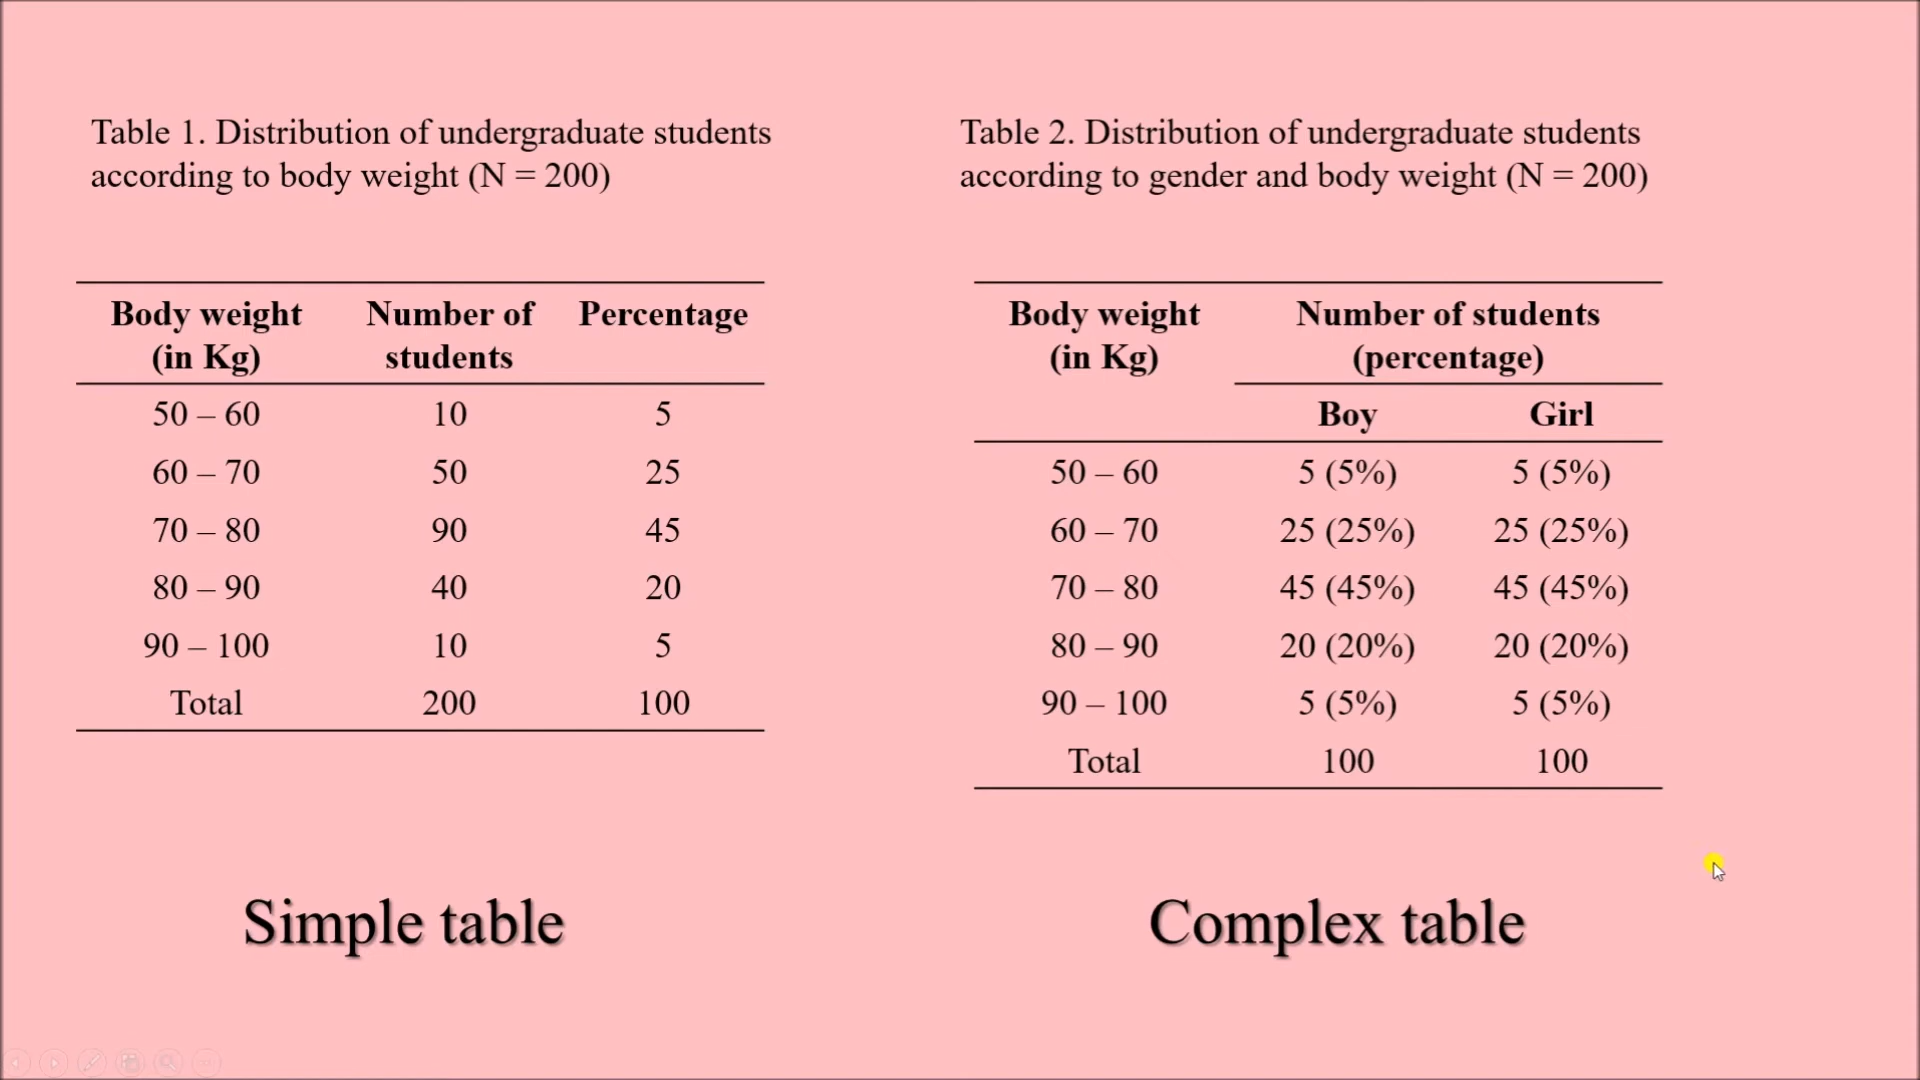 Table 1. Distribution of undergraduate students
according to body weight (N = 200)
Body weight Number of Percentage
(in Kg) students
50 – 60 10 5
60 – 70 50 25
70 – 80 90 45
80 – 90 40 20
90 – 100 10 5
Total 200 100
Simple table
Table 2. Distribution of undergraduate students
according to gender and body weight (N = 200)
Body weight Number of students
(in Kg) (percentage)
Boy Girl
50 – 60 5 (5%) 5 (5%)
60 – 70 25 (25%) 25 (25%)
70 – 80 45 (45%) 45 (45%)
80 – 90 20 (20%) 20 (20%)
90 – 100 5 (5%) 5 (5%)
Total 100 100
Complex table